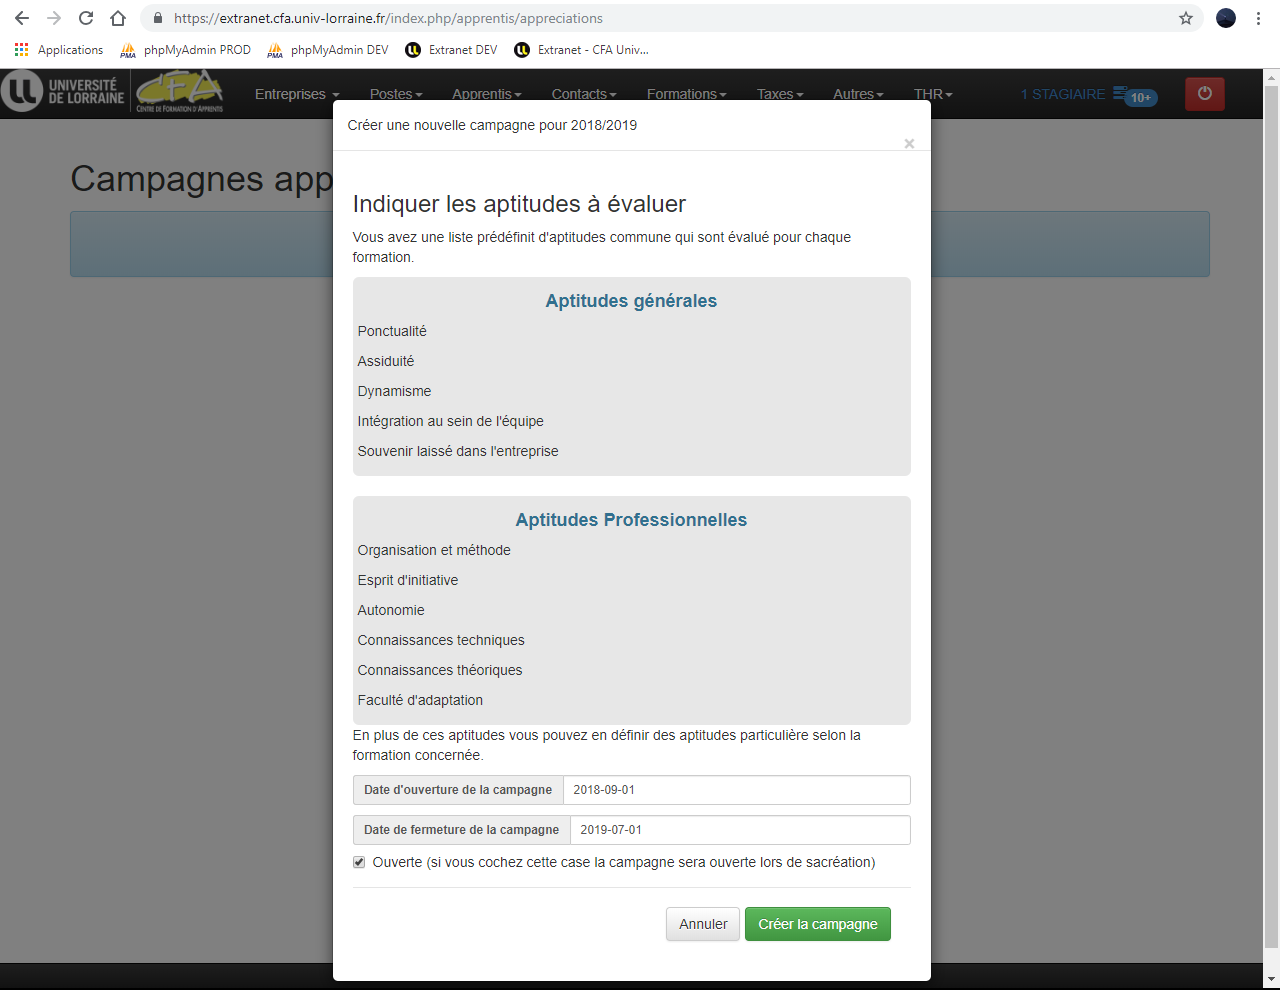 https://extranet.cfa.univ-lorraine.fr/index.php/apprentis/appreciations
Applications phpMyAdmin PROD phpMyAdmin DEV Extranet DEV Extranet - CFA Univ...
UNIVERSITÉ DE LORRAINE
CFA
CENTRE DE FORMATION D'APPRENTIS
Entreprises Postes Apprentis Contacts Formations Taxes Autres THR 1 STAGIAIRE 10+
Créer une nouvelle campagne pour 2018/2019
×
Campagnes app
Indiquer les aptitudes à évaluer
Vous avez une liste prédéfinit d'aptitudes commune qui sont évalué pour chaque
formation.
Aptitudes générales
Ponctualité
Assiduité
Dynamisme
Intégration au sein de l'équipe
Souvenir laissé dans l'entreprise
Aptitudes Professionnelles
Organisation et méthode
Esprit d'initiative
Autonomie
Connaissances techniques
Connaissances théoriques
Faculté d'adaptation
En plus de ces aptitudes vous pouvez en définir des aptitudes particulière selon la
formation concernée.
Date d'ouverture de la campagne 2018-09-01
Date de fermeture de la campagne 2019-07-01
Ouverte (si vous cochez cette case la campagne sera ouverte lors de sacréation)
Annuler Créer la campagne